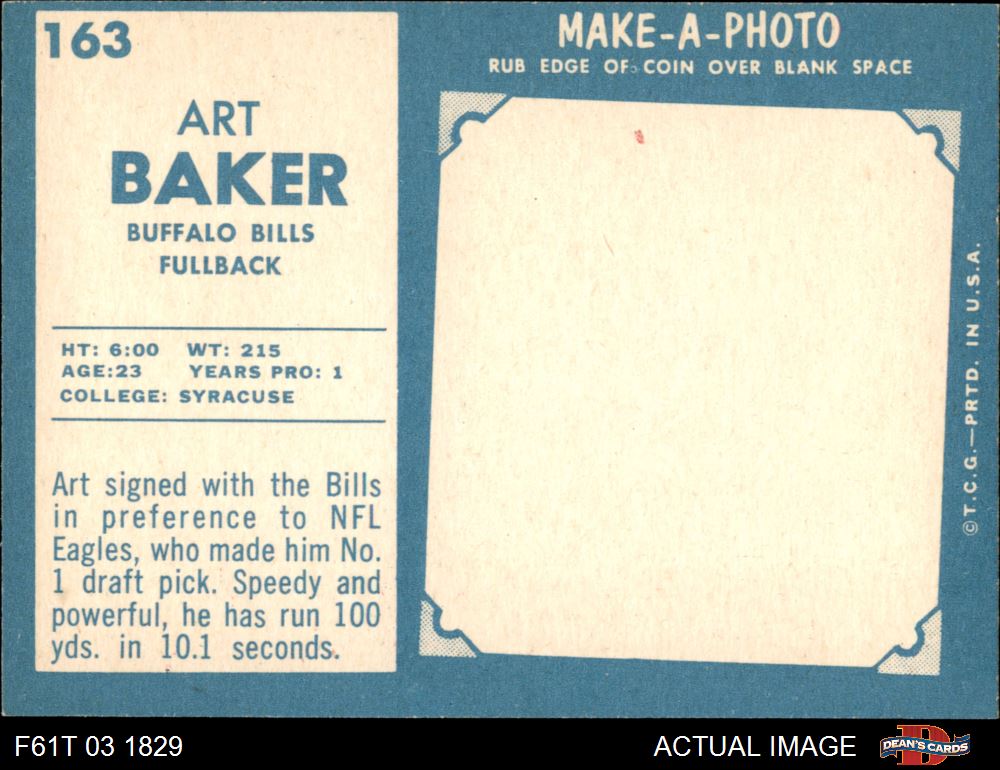 163
ART
BAKER
BUFFALO BILLS
FULLBACK
HT: 6:00 WT: 215
AGE:23 YEARS PRO: 1
COLLEGE: SYRACUSE
Art signed with the Bills
in preference to NFL
Eagles, who made him No.
1 draft pick. Speedy and
powerful, he has run 100
yds. in 10.1 seconds.
MAKE-A-PHOTO
RUB EDGE OF COIN OVER BLANK SPACE
©T.C.G.—PRTD. IN U.S.A.
F61T 03 1829
ACTUAL IMAGE
D
DEAN'S CARDS